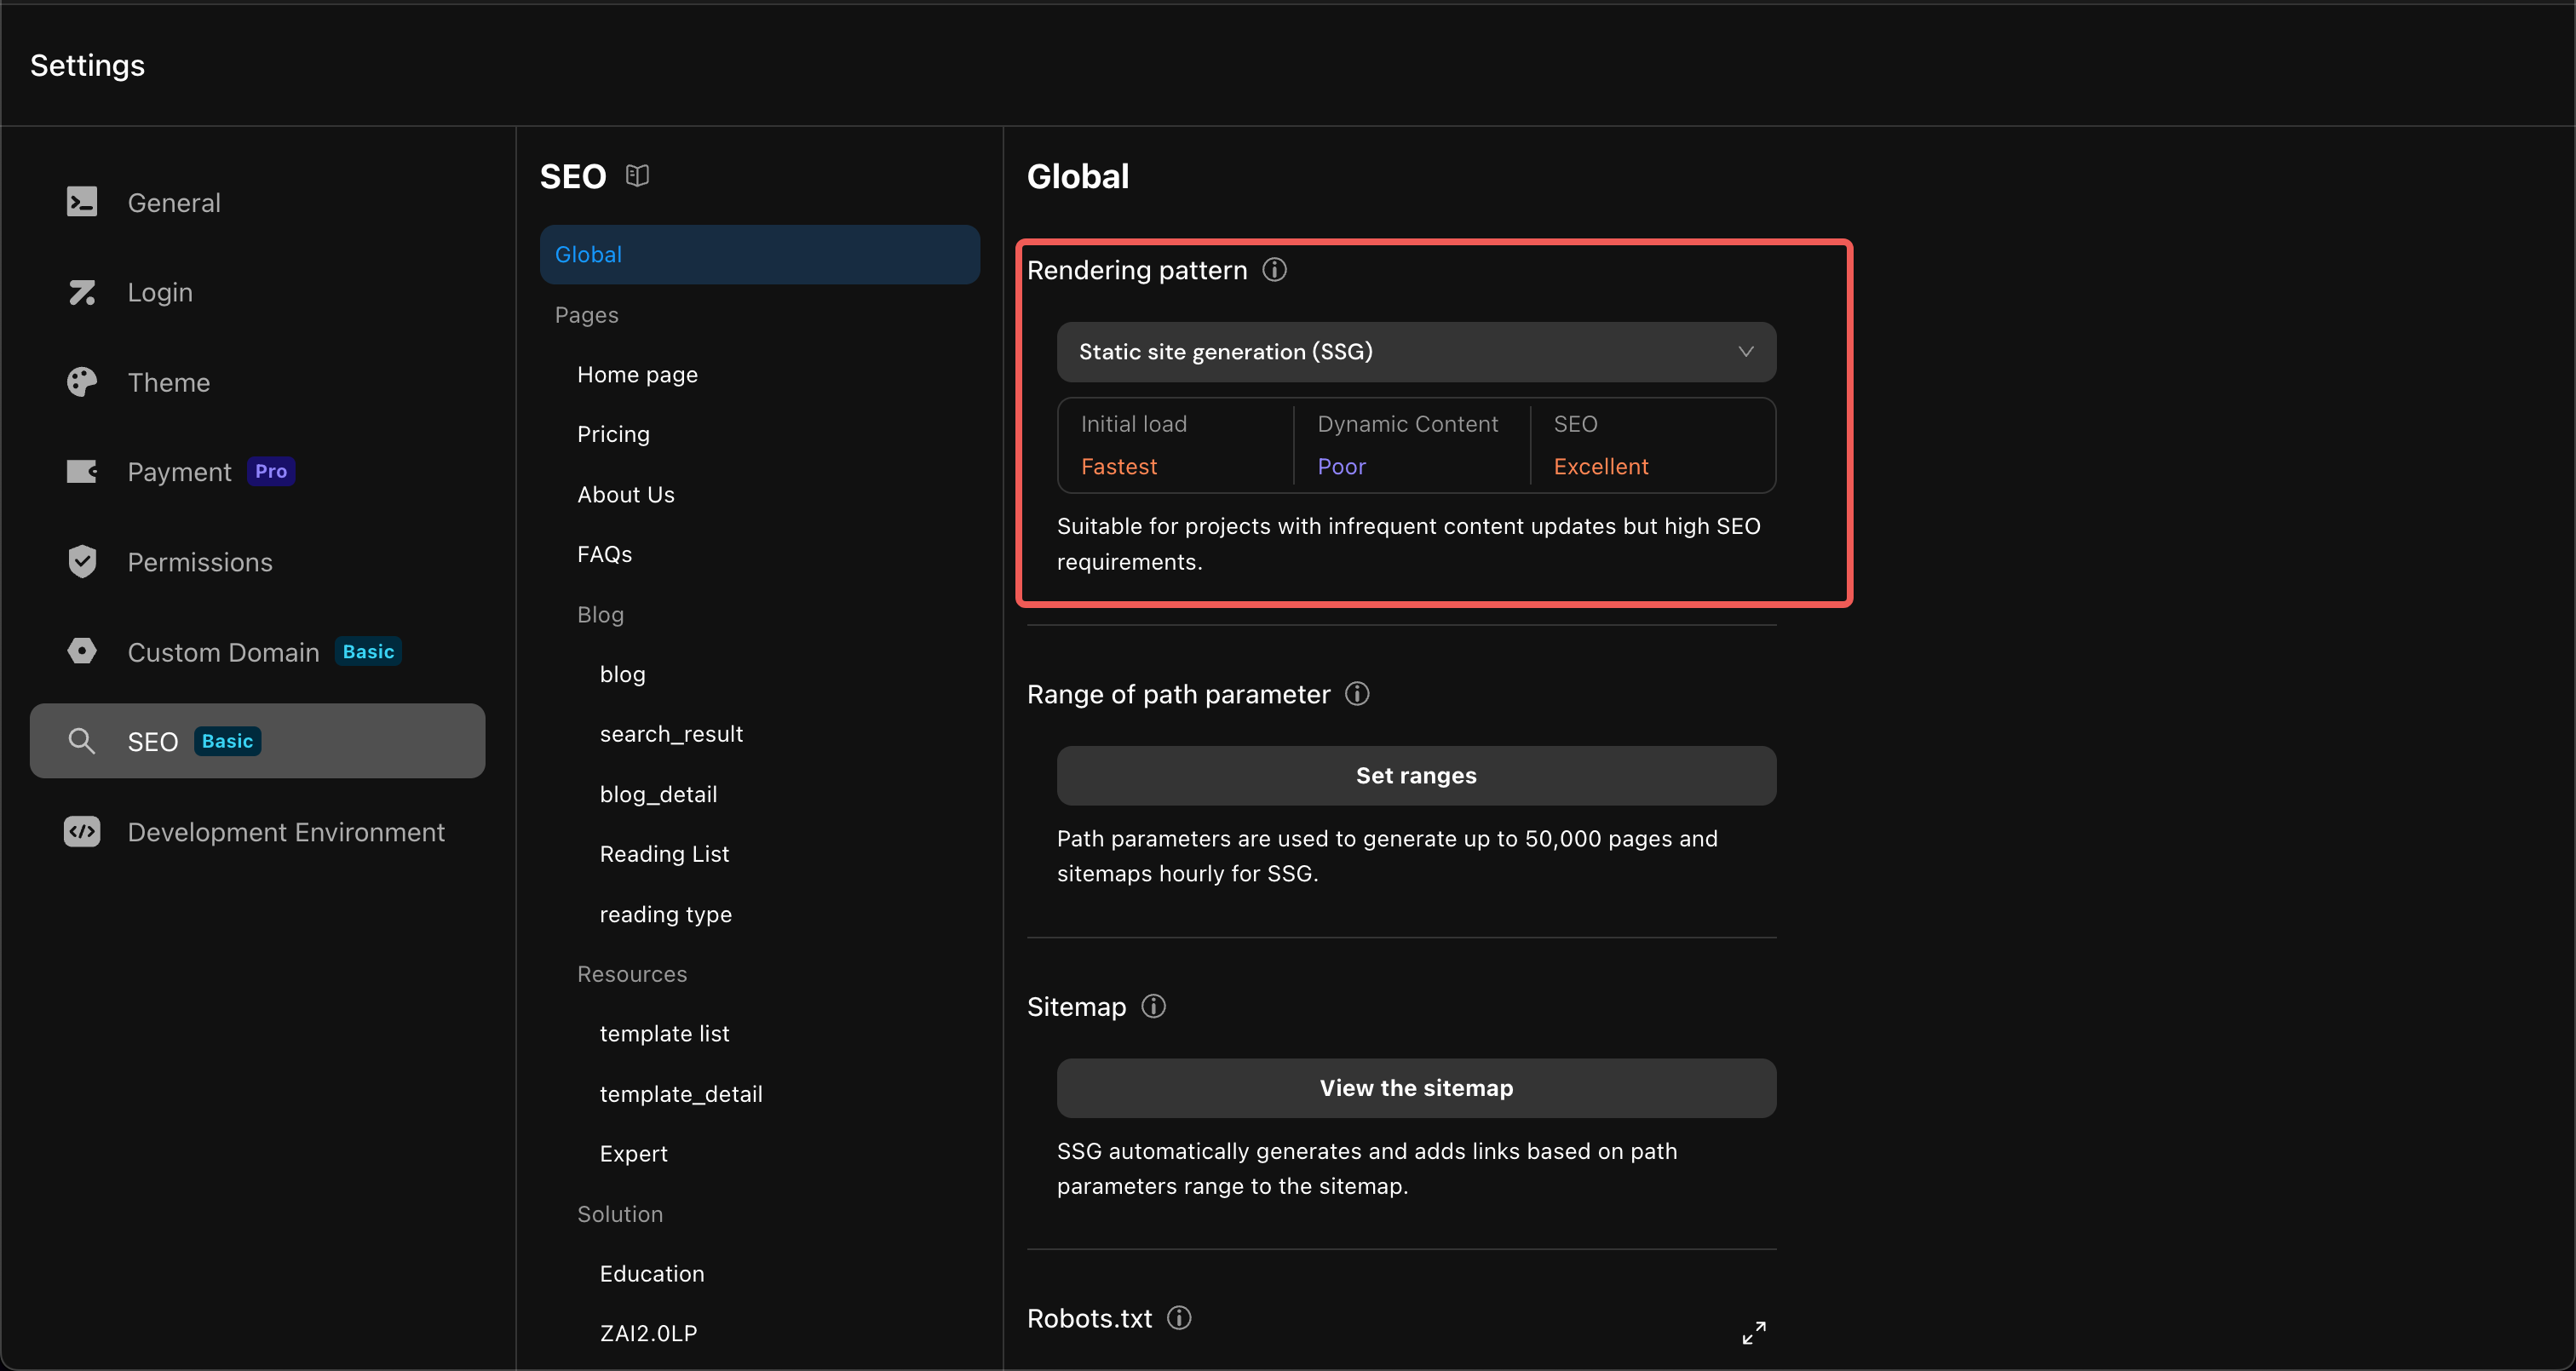 Settings
General
Login
Theme
Payment Pro
Permissions
Custom Domain Basic
SEO Basic
Development Environment
SEO
Global
Pages
Home page
Pricing
About Us
FAQs
Blog
blog
search_result
blog_detail
Reading List
reading type
Resources
template list
template_detail
Expert
Solution
Education
ZAI2.0LP
Global
Rendering pattern
Static site generation (SSG)
Initial load Dynamic Content SEO
Fastest Poor Excellent
Suitable for projects with infrequent content updates but high SEO
requirements.
Range of path parameter
Set ranges
Path parameters are used to generate up to 50,000 pages and
sitemaps hourly for SSG.
Sitemap
View the sitemap
SSG automatically generates and adds links based on path
parameters range to the sitemap.
Robots.txt